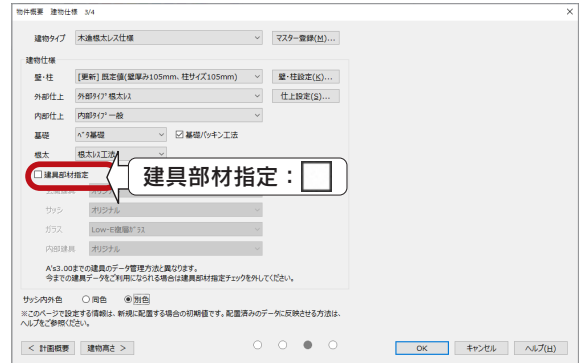 物件概要 建物仕様 3/4
建物タイプ 木造根太レス仕様 マスター登録(M)...
建物仕様
壁・柱 [更新] 既定値(壁厚み105mm、柱サイズ105mm) 壁・柱設定(K)...
外部仕上 外部タイプ 根太レス 仕上設定(S)...
内部仕上 内部タイプ 一般
基礎 ベタ基礎 基礎パッキン工法
根太 根太レス工法
建具部材指定 建具部材指定：
サッシ オリジナル
ガラス Low-E複層ガラス
内部建具 オリジナル
A's3.00までの建具のデータ管理方法と異なります。
今までの建具データをご利用になられる場合は建具部材指定チェックを外してください。
サッシ内外色 同色 別色
※このページで設定する情報は、新規に配置する場合の初期値です。配置済みのデータに反映させる方法は、
ヘルプをご参照ください。
< 計画概要 建物高さ > OK キャンセル ヘルプ(H)